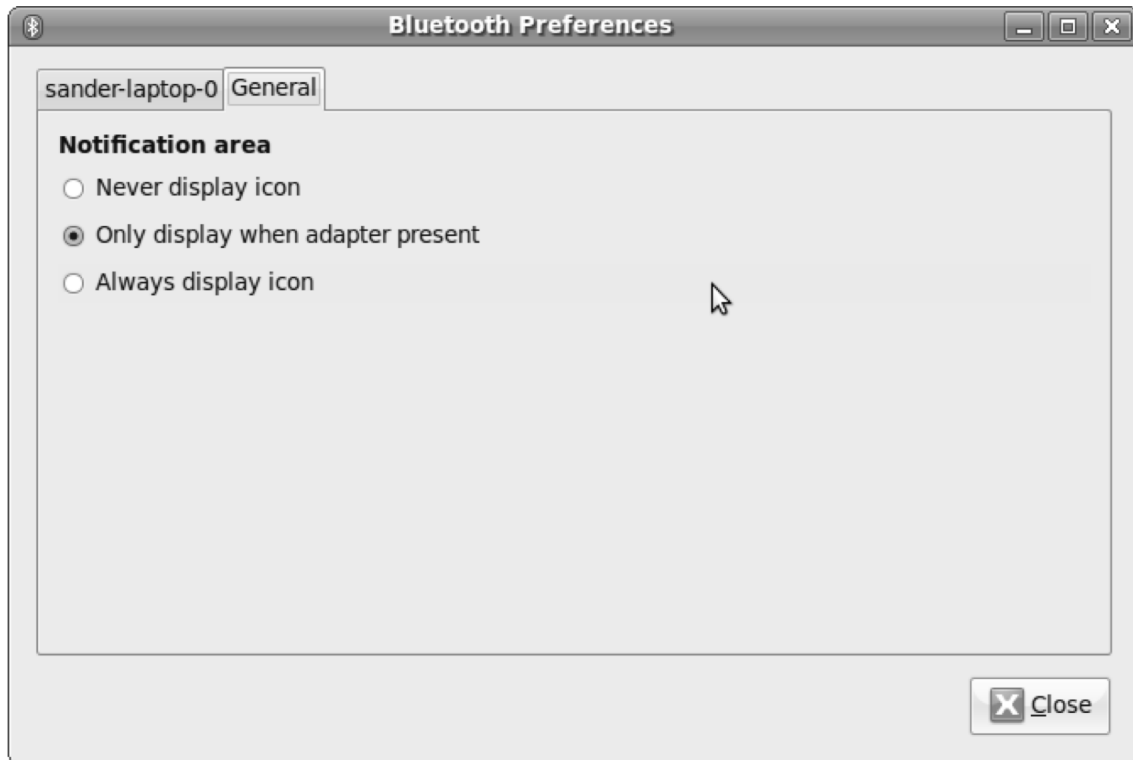 Bluetooth Preferences
sander-laptop-0 General
Notification area
Never display icon
Only display when adapter present
Always display icon
Close